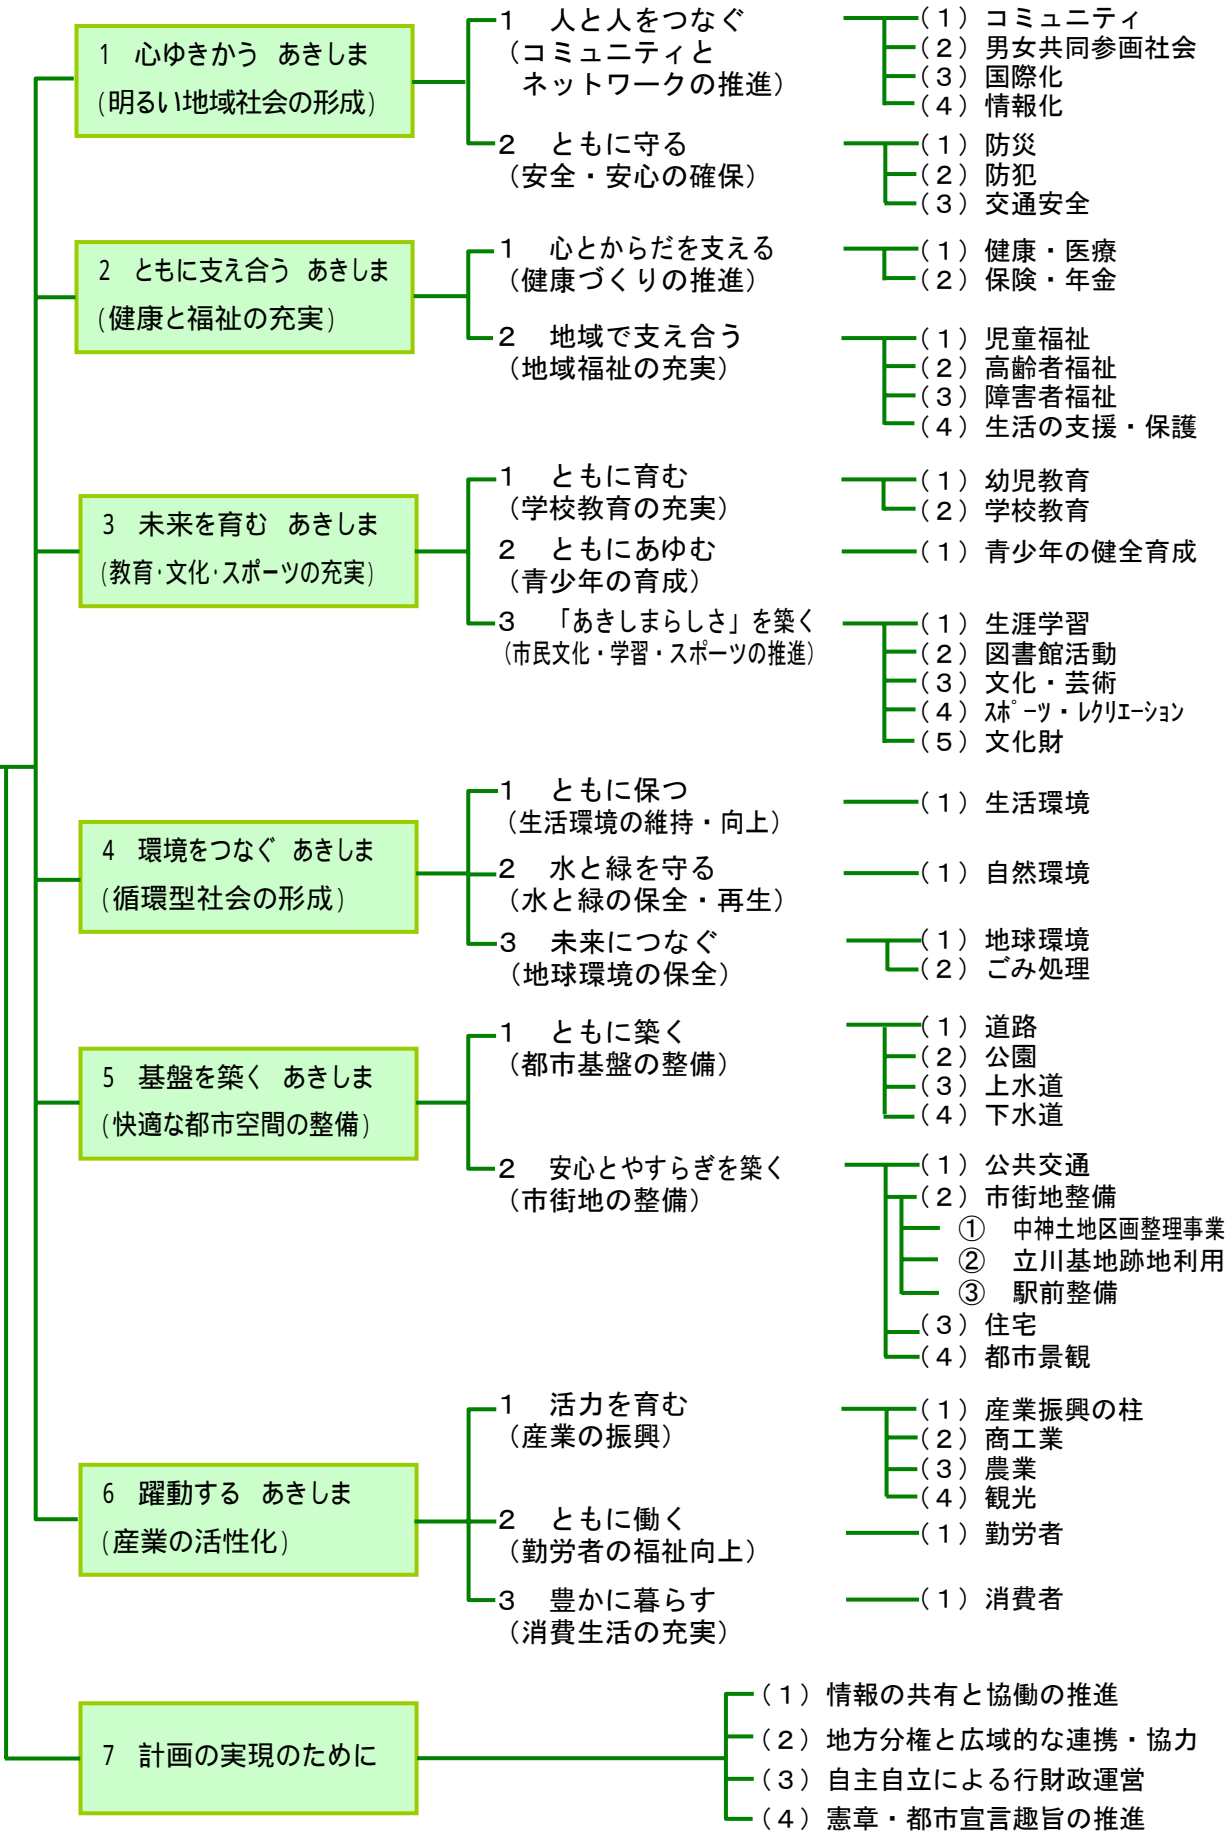 1　心ゆきかう　あきしま
(明るい地域社会の形成)
1　人と人をつなぐ
（コミュニティと
ネットワークの推進）
（1）コミュニティ
（2）男女共同参画社会
（3）国際化
（4）情報化
2　ともに守る
（安全・安心の確保）
（1）防災
（2）防犯
（3）交通安全
2　ともに支え合う　あきしま
(健康と福祉の充実)
1　心とからだを支える
（健康づくりの推進）
（1）健康・医療
（2）保険・年金
2　地域で支え合う
（地域福祉の充実）
（1）児童福祉
（2）高齢者福祉
（3）障害者福祉
（4）生活の支援・保護
3　未来を育む　あきしま
(教育･文化･スポーツの充実)
1　ともに育む
（学校教育の充実）
（1）幼児教育
（2）学校教育
2　ともにあゆむ
（青少年の育成）
（1）青少年の健全育成
3　「あきしまらしさ」を築く
（市民文化・学習・スポーツの推進）
（1）生涯学習
（2）図書館活動
（3）文化・芸術
（4）ｽﾎﾟｰﾂ・ﾚｸﾘｴｰｼｮﾝ
（5）文化財
4　環境をつなぐ　あきしま
(循環型社会の形成)
1　ともに保つ
（生活環境の維持・向上）
（1）生活環境
2　水と緑を守る
（水と緑の保全・再生）
（1）自然環境
3　未来につなぐ
（地球環境の保全）
（1）地球環境
（2）ごみ処理
5　基盤を築く　あきしま
(快適な都市空間の整備)
1　ともに築く
（都市基盤の整備）
（1）道路
（2）公園
（3）上水道
（4）下水道
2　安心とやすらぎを築く
（市街地の整備）
（1）公共交通
（2）市街地整備
①　中神土地区画整理事業
②　立川基地跡地利用
③　駅前整備
（3）住宅
（4）都市景観
6　躍動する　あきしま
(産業の活性化)
1　活力を育む
（産業の振興）
（1）産業振興の柱
（2）商工業
（3）農業
（4）観光
2　ともに働く
（勤労者の福祉向上）
（1）勤労者
3　豊かに暮らす
（消費生活の充実）
（1）消費者
7　計画の実現のために
（1）情報の共有と協働の推進
（2）地方分権と広域的な連携・協力
（3）自主自立による行財政運営
（4）憲章・都市宣言趣旨の推進